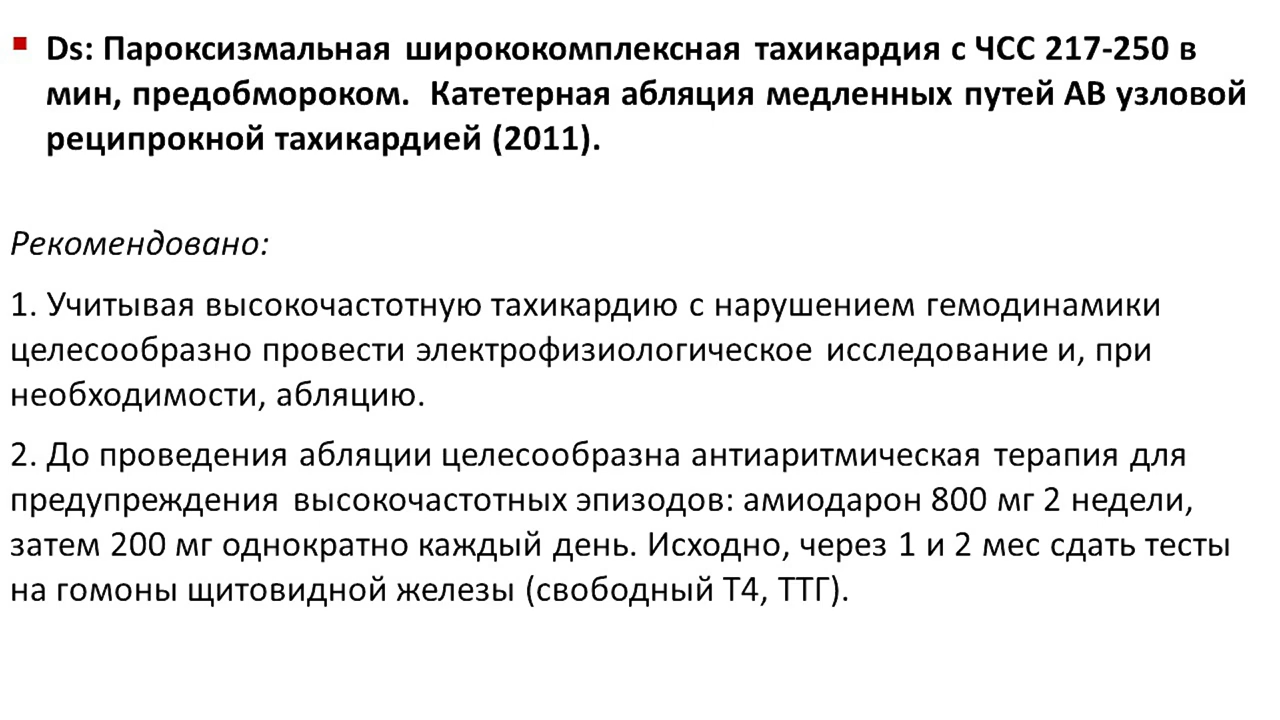 ▪ Ds: Пароксизмальная ширококомплексная тахикардия с ЧСС 217-250 в
мин, предобмороком. Катетерная абляция медленных путей АВ узловой
реципрокной тахикардией (2011).
Рекомендовано:
1. Учитывая высокочастотную тахикардию с нарушением гемодинамики
целесообразно провести электрофизиологическое исследование и, при
необходимости, абляцию.
2. До проведения абляции целесообразна антиаритмическая терапия для
предупреждения высокочастотных эпизодов: амиодарон 800 мг 2 недели,
затем 200 мг однократно каждый день. Исходно, через 1 и 2 мес сдать тесты
на гомоны щитовидной железы (свободный Т4, ТТГ).